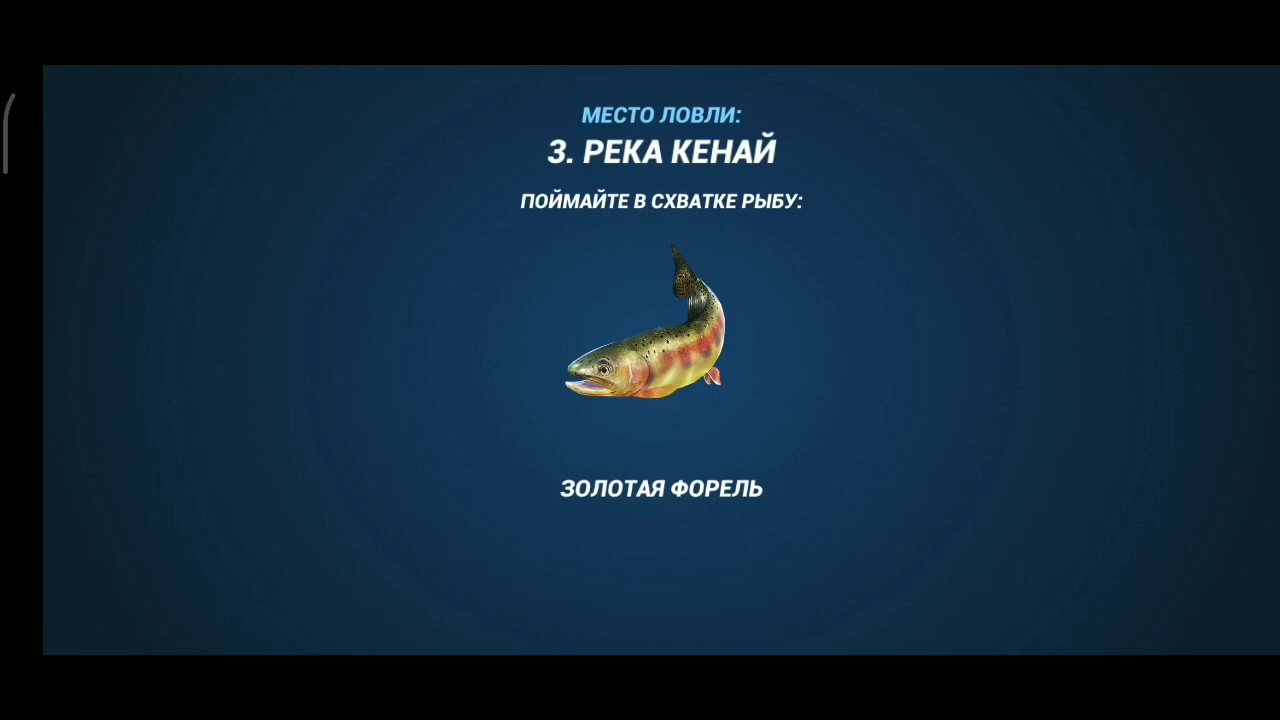 МЕСТО ЛОВЛИ:
3. РЕКА КЕНАЙ
ПОЙМАЙТЕ В СХВАТКЕ РЫБУ:
ЗОЛОТАЯ ФОРЕЛЬ